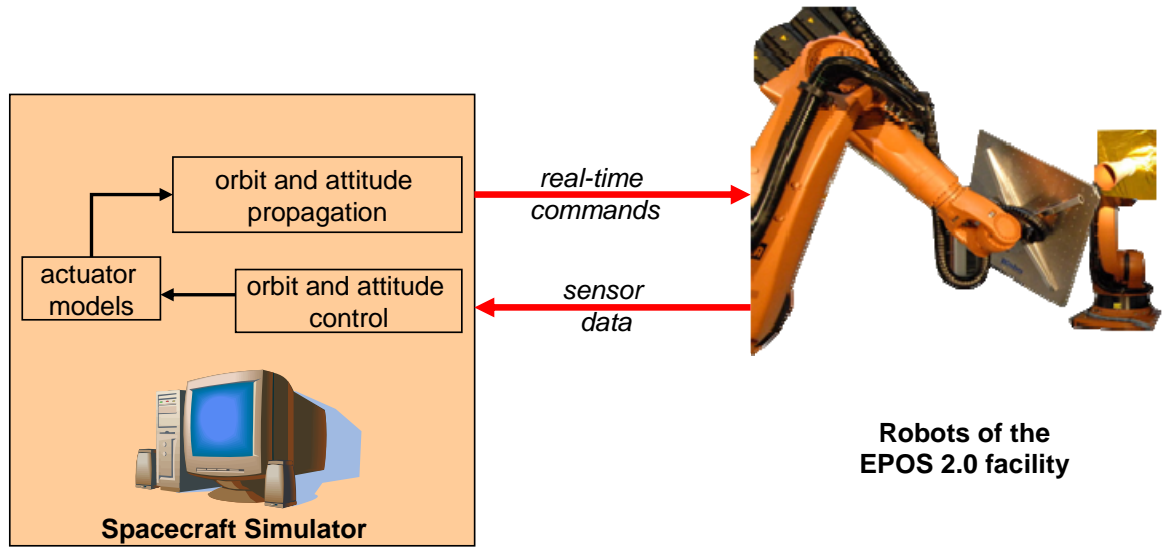 orbit and attitude
propagation
real-time
commands
actuator
models
orbit and attitude
control
sensor
data
Spacecraft Simulator
Robots of the
EPOS 2.0 facility